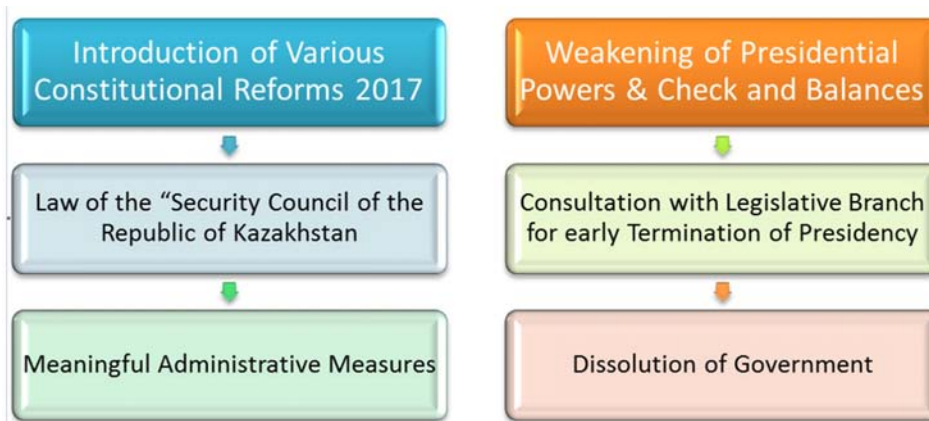 Introduction of Various
Constitutional Reforms 2017
Law of the “Security Council of the
Republic of Kazakhstan
Meaningful Administrative Measures
Weakening of Presidential
Powers & Check and Balances
Consultation with Legislative Branch
for early Termination of Presidency
Dissolution of Government